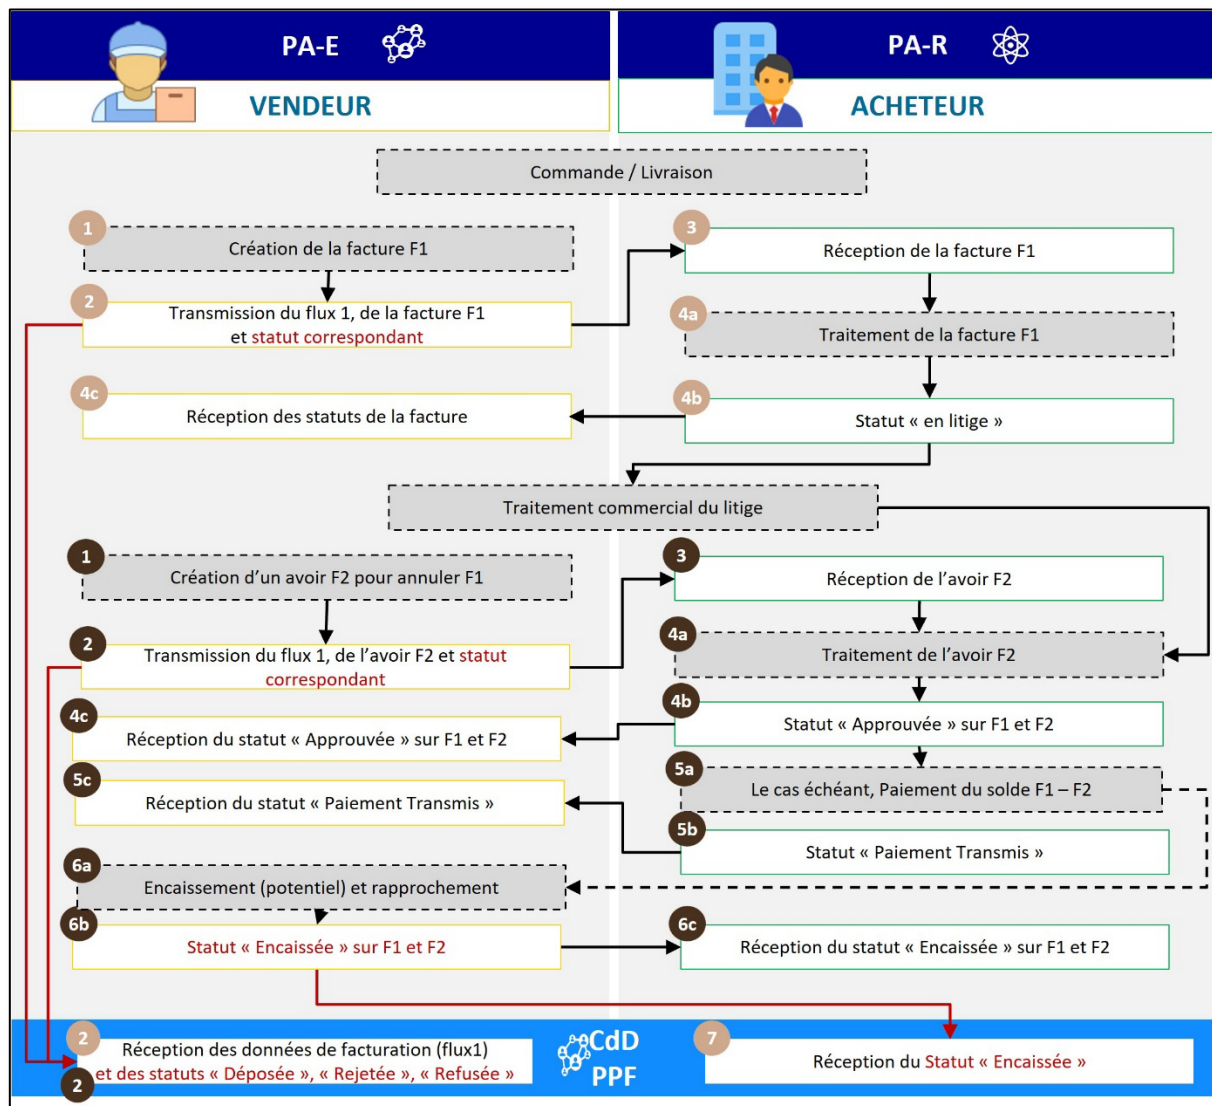 PA-E
PA-R
VENDEUR
ACHETEUR
Commande / Livraison
1
Création de la facture F1
3
Réception de la facture F1
2
Transmission du flux 1, de la facture F1
et statut correspondant
4a
Traitement de la facture F1
4c
Réception des statuts de la facture
4b
Statut « en litige »
Traitement commercial du litige
1
Création d’un avoir F2 pour annuler F1
3
Réception de l’avoir F2
2
Transmission du flux 1, de l’avoir F2 et statut
correspondant
4a
Traitement de l’avoir F2
4c
Réception du statut « Approuvée » sur F1 et F2
4b
Statut « Approuvée » sur F1 et F2
5c
Réception du statut « Paiement Transmis »
5a
Le cas échéant, Paiement du solde F1 – F2
5b
Statut « Paiement Transmis »
6a
Encaissement (potentiel) et rapprochement
6b
Statut « Encaissée » sur F1 et F2
6c
Réception du statut « Encaissée » sur F1 et F2
2
Réception des données de facturation (flux1)
et des statuts « Déposée », « Rejetée », « Refusée »
2
CdD
PPF
7
Réception du Statut « Encaissée »